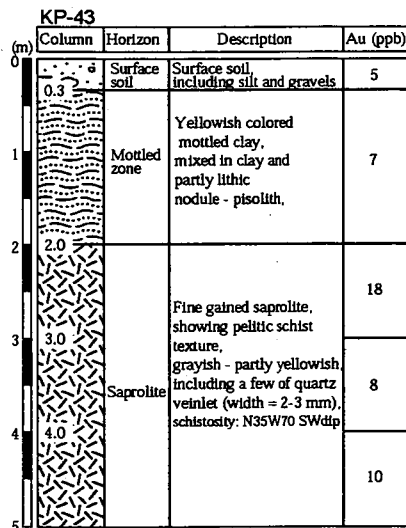 KP-43
(m) Column Horizon Description Au (ppb)
0
Surface soil
Surface soil,
including silt and gravels
5
0.3
1
Mottled zone
Yellowish colored
mottled clay,
mixed in clay and
partly lithic
nodule - pisolith,
7
2
2.0
Saprolite
Fine gained saprolite,
showing pelitic schist
texture,
grayish - partly yellowish,
including a few of quartz
veinlet (width = 2-3 mm),
schistosity: N35W70 SWdip
18
3
3.0
8
4
4.0
10
5